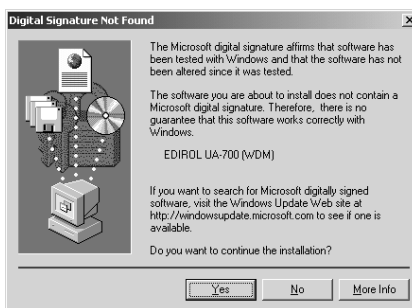 Digital Signature Not Found
The Microsoft digital signature affirms that software has
been tested with Windows and that the software has not
been altered since it was tested.
The software you are about to install does not contain a
Microsoft digital signature. Therefore, there is no
guarantee that this software works correctly with
Windows.
EDIROL UA-700 (WDM)
If you want to search for Microsoft digitally signed
software, visit the Windows Update Web site at
http://windowsupdate.microsoft.com to see if one is
available.
Do you want to continue the installation?
Yes No More Info